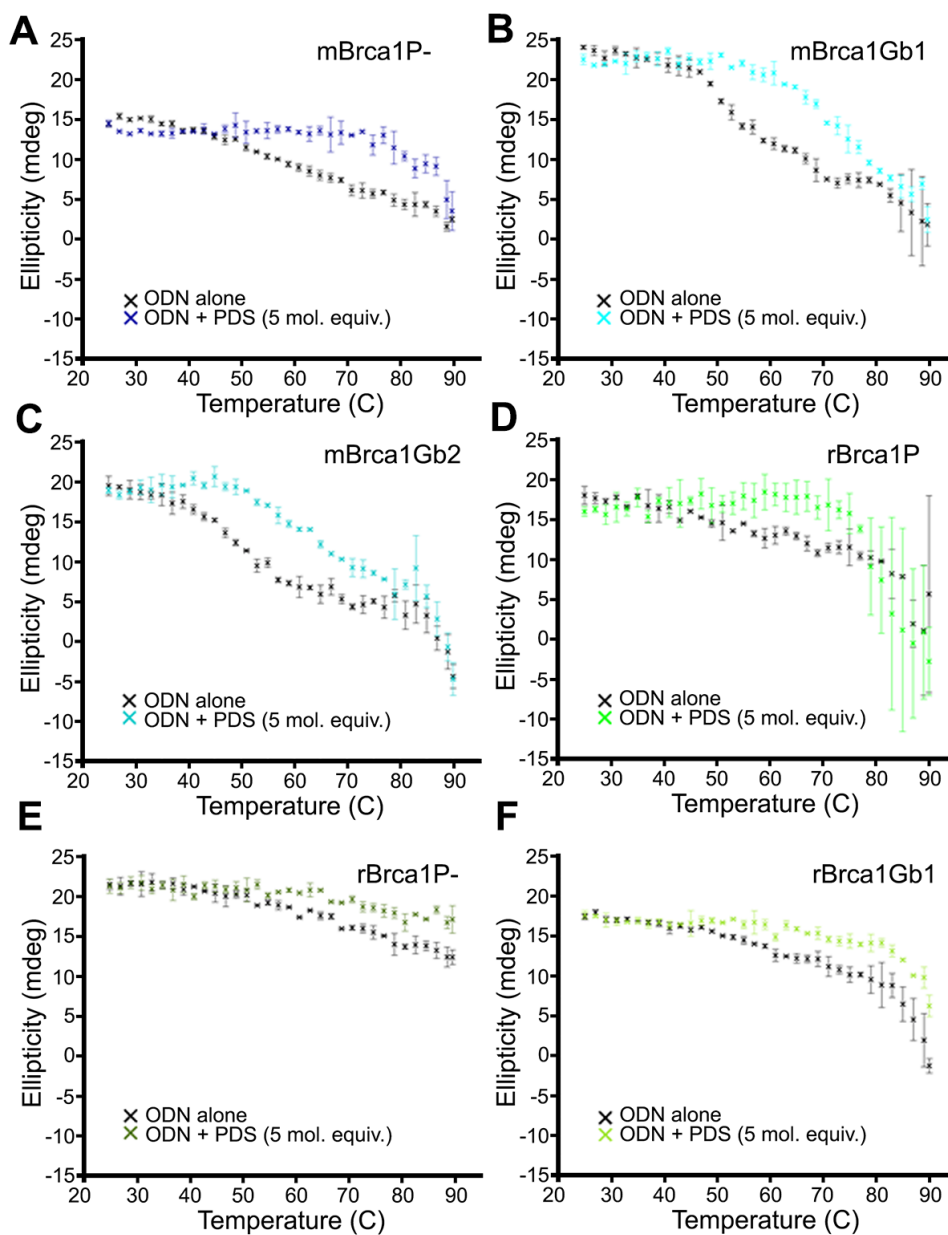 A
mBrca1P-
25
20
15
10
5
0
-5
-10
-15
Ellipticity (mdeg)
ODN alone
ODN + PDS (5 mol. equiv.)
20 30 40 50 60 70 80 90
Temperature (C)
B
mBrca1Gb1
25
20
15
10
5
0
-5
-10
-15
Ellipticity (mdeg)
ODN alone
ODN + PDS (5 mol. equiv.)
20 30 40 50 60 70 80 90
Temperature (C)
C
mBrca1Gb2
25
20
15
10
5
0
-5
-10
-15
Ellipticity (mdeg)
ODN alone
ODN + PDS (5 mol. equiv.)
20 30 40 50 60 70 80 90
Temperature (C)
D
rBrca1P
25
20
15
10
5
0
-5
-10
-15
Ellipticity (mdeg)
ODN alone
ODN + PDS (5 mol. equiv.)
20 30 40 50 60 70 80 90
Temperature (C)
E
rBrca1P-
25
20
15
10
5
0
-5
-10
-15
Ellipticity (mdeg)
ODN alone
ODN + PDS (5 mol. equiv.)
20 30 40 50 60 70 80 90
Temperature (C)
F
rBrca1Gb1
25
20
15
10
5
0
-5
-10
-15
Ellipticity (mdeg)
ODN alone
ODN + PDS (5 mol. equiv.)
20 30 40 50 60 70 80 90
Temperature (C)